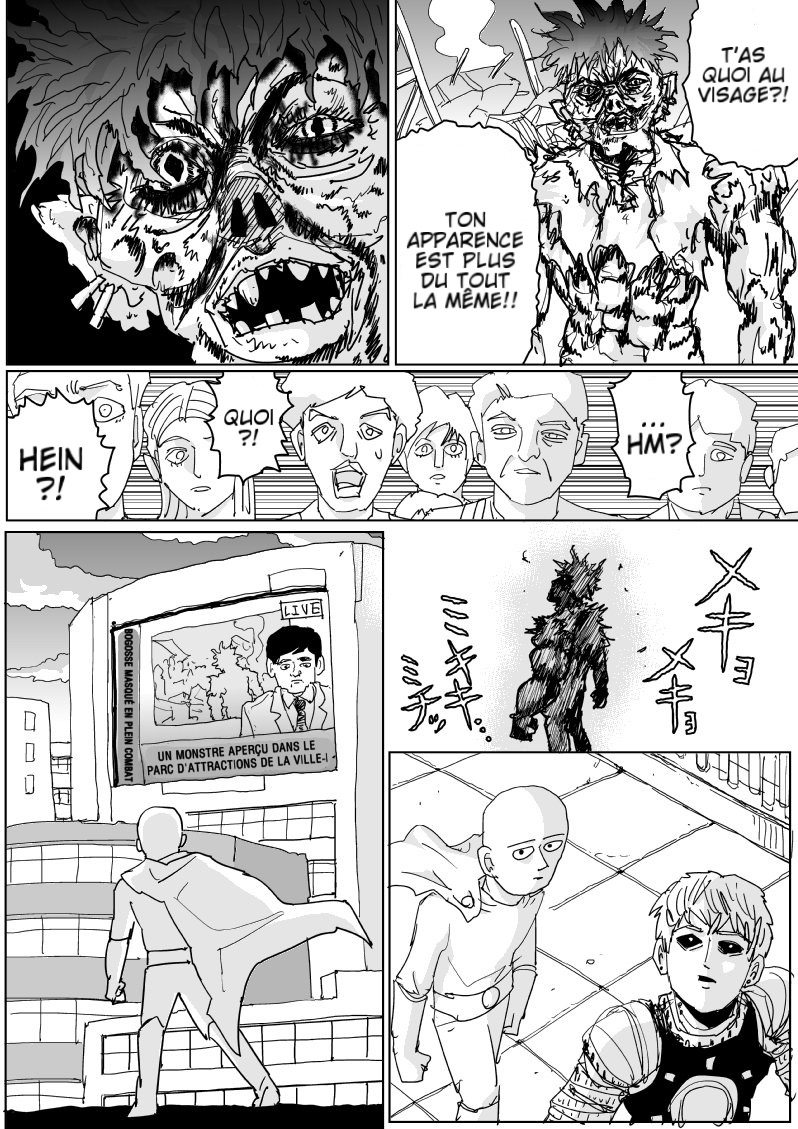 T'AS
QUOI AU
VISAGE?!
TON
APPARENCE
EST PLUS
DU TOUT
LA MÊME!!
HEIN
?!
QUOI
?!
...
HM?
LIVE
BOGOSSE MASQUÉ EN PLEIN COMBAT
UN MONSTRE APERÇU DANS LE
PARC D'ATTRACTIONS DE LA VILLE-I
メキョ
メキョ
ミキキ...
ミチッ